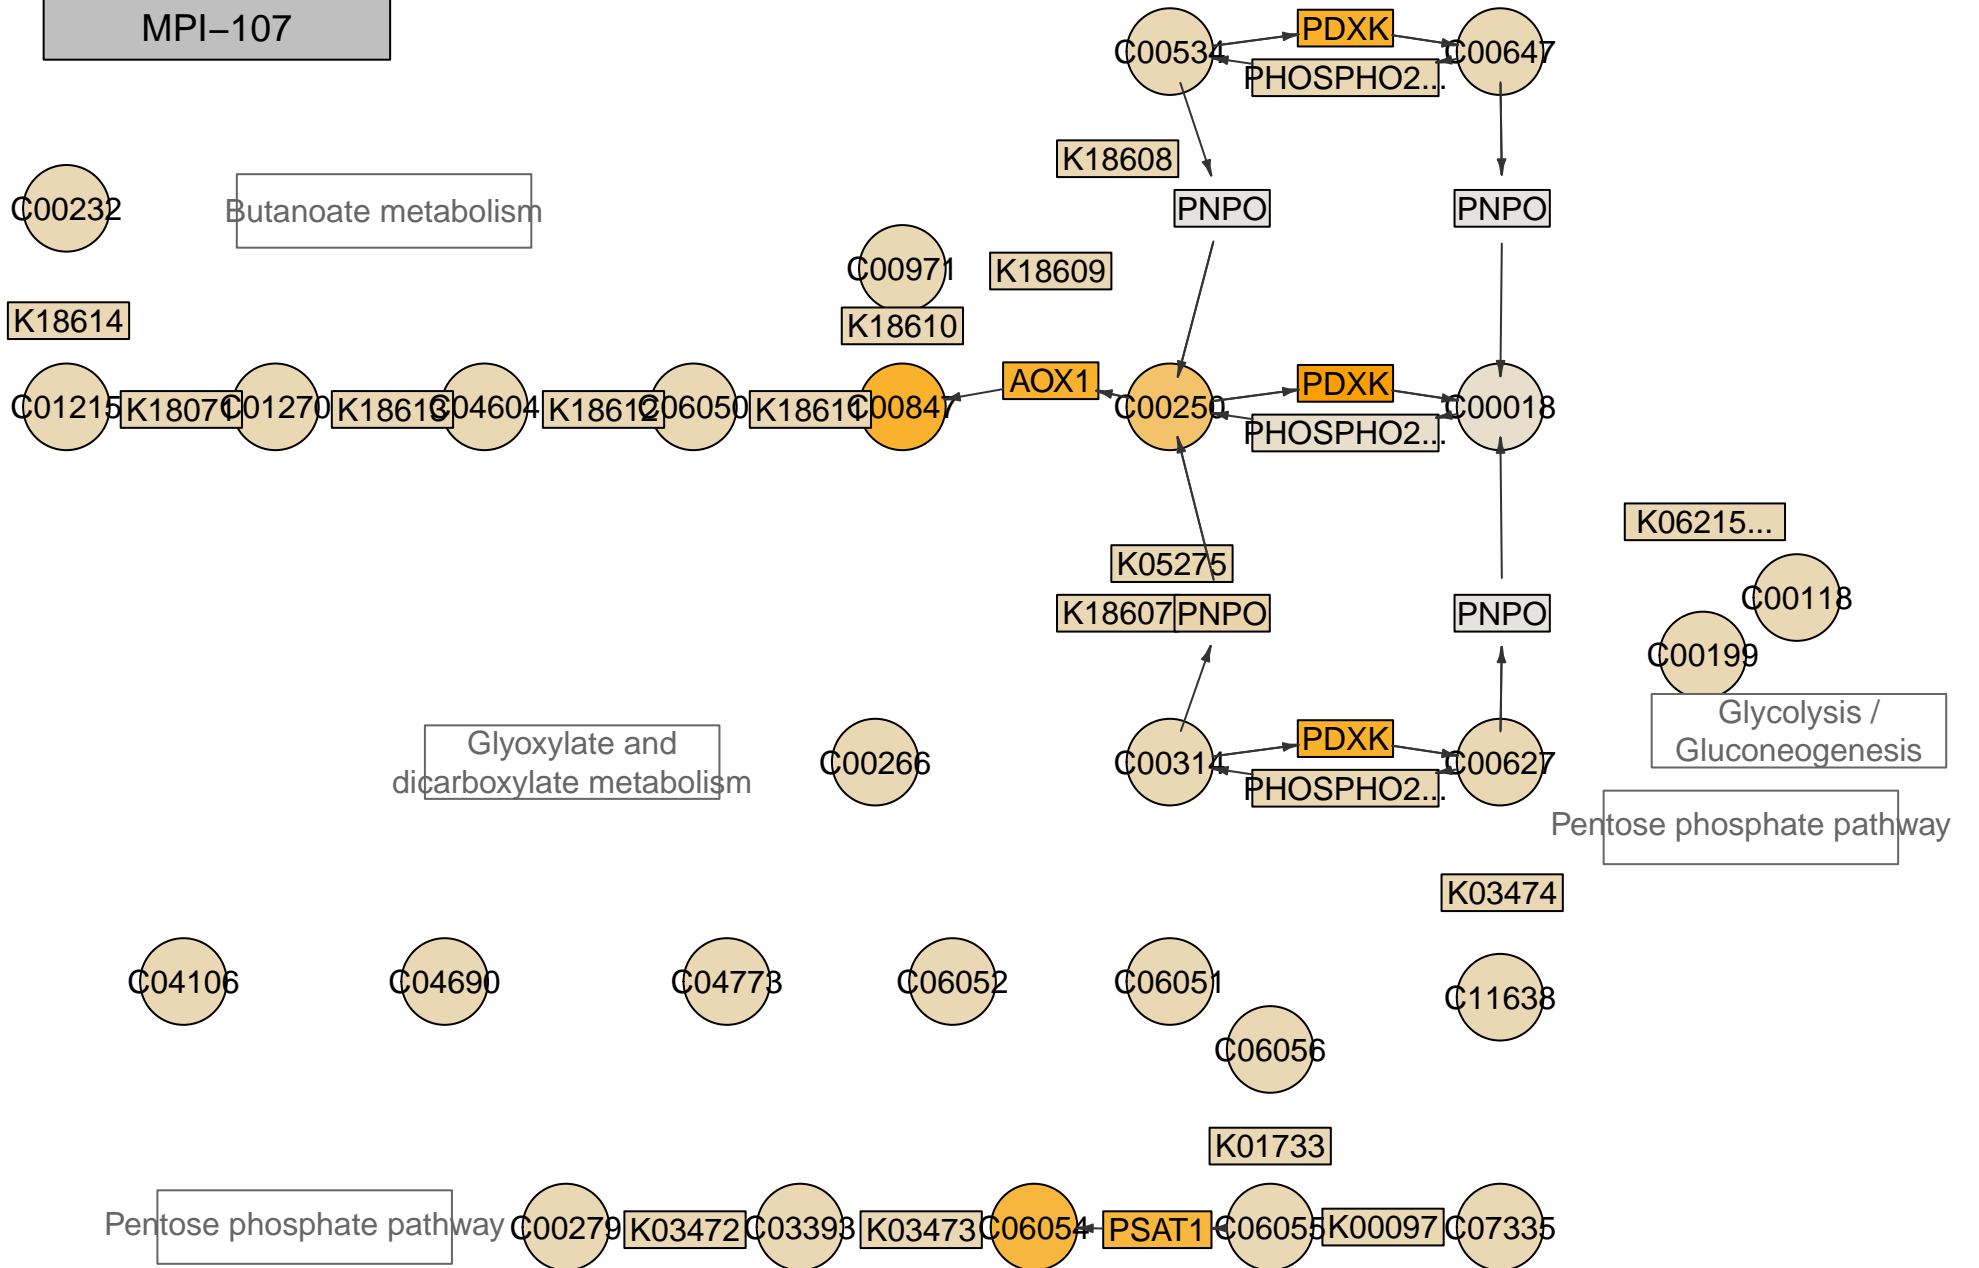 MPI–107
C00534
PDXK
C00647
PHOSPHO2...
K18608
C00232
Butanoate metabolism
PNPO
PNPO
C00971
K18609
K18614
K18610
C01215
K18071
C01270
K18613
C04604
K18612
C06050
K18611
C00847
AOX1
C00250
PDXK
C00018
PHOSPHO2...
K06215...
K05275
C00118
K18607
PNPO
PNPO
C00199
Glycolysis /
Gluconeogenesis
Glyoxylate and
dicarboxylate metabolism
C00266
C00314
PDXK
C00627
PHOSPHO2...
Pentose phosphate pathway
K03474
C04106
C04690
C04773
C06052
C06051
C11638
C06056
K01733
Pentose phosphate pathway
C00279
K03472
C03393
K03473
C06054
PSAT1
C06055
K00097
C07335